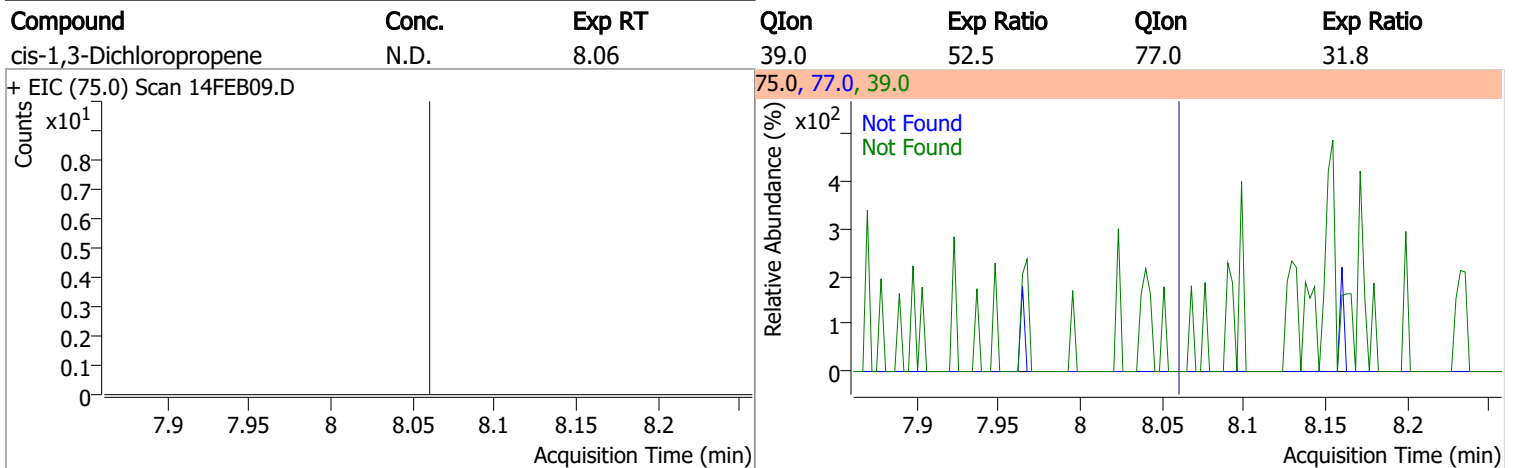 Compound Conc. Exp RT QIon Exp Ratio QIon Exp Ratio
cis-1,3-Dichloropropene N.D. 8.06 39.0 52.5 77.0 31.8
+ EIC (75.0) Scan 14FEB09.D
Counts
x10¹
0.8
0.7
0.6
0.5
0.4
0.3
0.2
0.1
0
7.9 7.95 8 8.05 8.1 8.15 8.2
Acquisition Time (min)
75.0, 77.0, 39.0
Relative Abundance (%)
x10²
Not Found
Not Found
4
3
2
1
0
7.9 7.95 8 8.05 8.1 8.15 8.2
Acquisition Time (min)